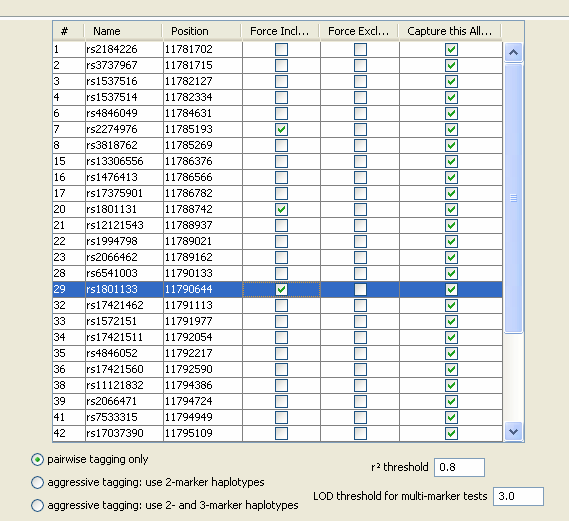 # Name Position Force Incl... Force Excl... Capture this All...
1 rs2184226 11781702
2 rs3737967 11781715
3 rs1537516 11782127
4 rs1537514 11782334
6 rs4846049 11784631
7 rs2274976 11785193
8 rs3818762 11785269
15 rs13306556 11786376
16 rs1476413 11786566
17 rs17375901 11786782
20 rs1801131 11788742
21 rs12121543 11788937
22 rs1994798 11789021
23 rs2066462 11789162
28 rs6541003 11790133
29 rs1801133 11790644
32 rs17421462 11791113
33 rs1572151 11791977
34 rs17421511 11792054
35 rs4846052 11792217
36 rs17421560 11792590
38 rs11121832 11794386
39 rs2066471 11794724
41 rs7533315 11794949
42 rs17037390 11795109
pairwise tagging only
r² threshold 0.8
aggressive tagging: use 2-marker haplotypes
LOD threshold for multi-marker tests 3.0
aggressive tagging: use 2- and 3-marker haplotypes